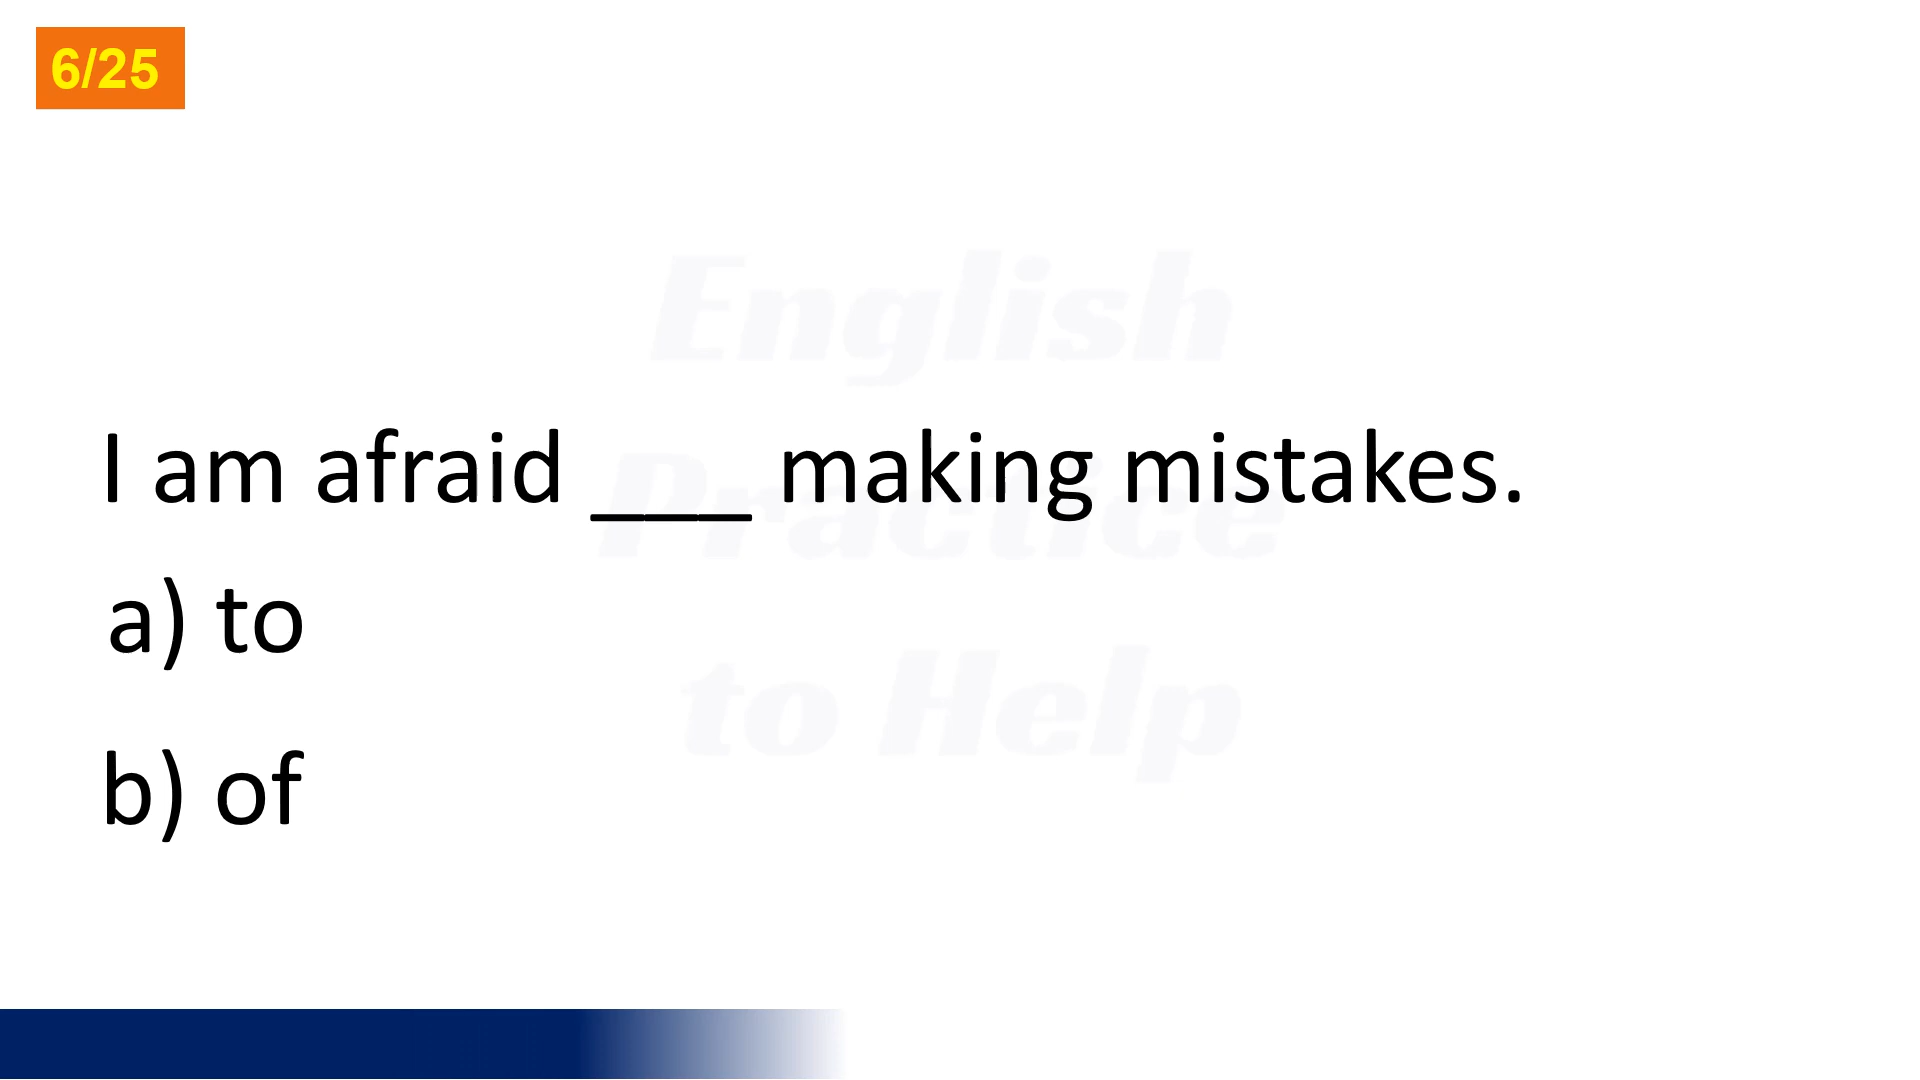 6/25
English
Practice
to Help
I am afraid ___ making mistakes.
a) to
b) of